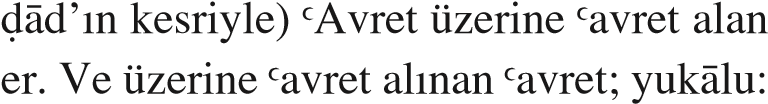 ḍād’ın kesriyle) ʿAvret üzerine ʿavret alan
er. Ve üzerine ʿavret alınan ʿavret; yukālu: